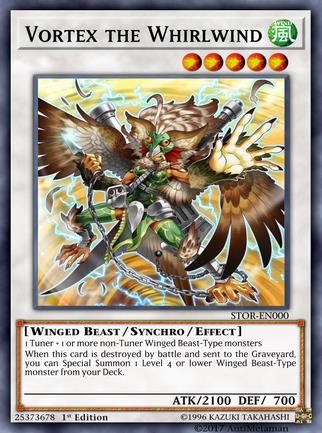 VORTEX THE WHIRLWIND
WIND
風
STOR-EN000
[WINGED BEAST / SYNCHRO / EFFECT]
1 Tuner + 1 or more non-Tuner Winged Beast-Type monsters
When this card is destroyed by battle and sent to the Graveyard,
you can Special Summon 1 Level 4 or lower Winged Beast-Type
monster from your Deck.
ATK/2100 DEF/ 700
25373678 1st Edition ©1996 KAZUKI TAKAHASHI
©2017 AntiMetaman